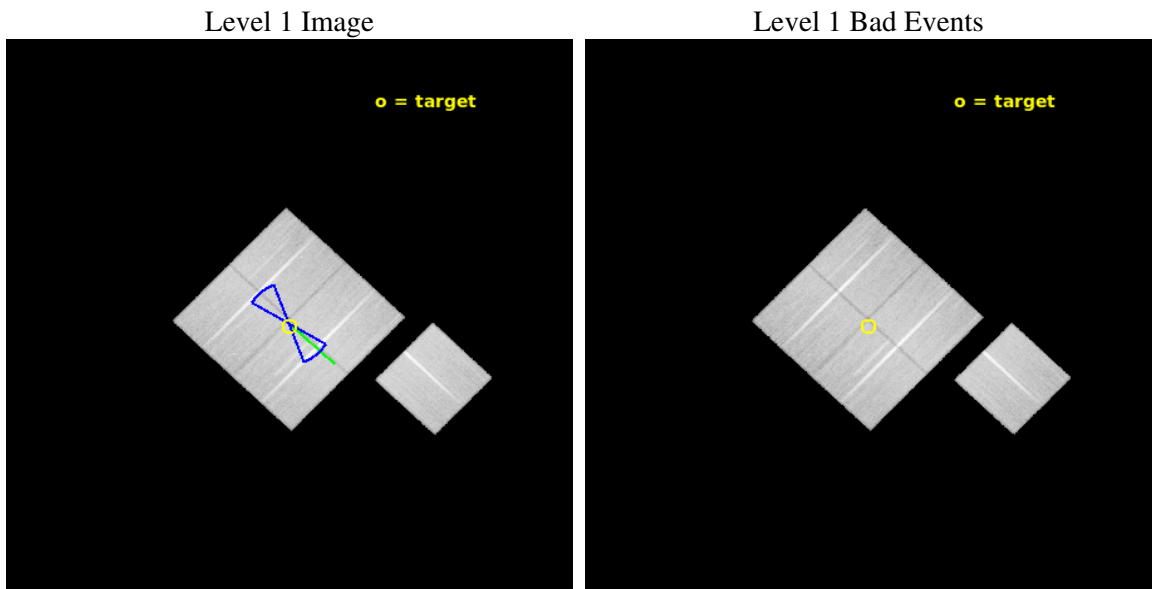 Level 1 Image
Level 1 Bad Events
o = target
o = target